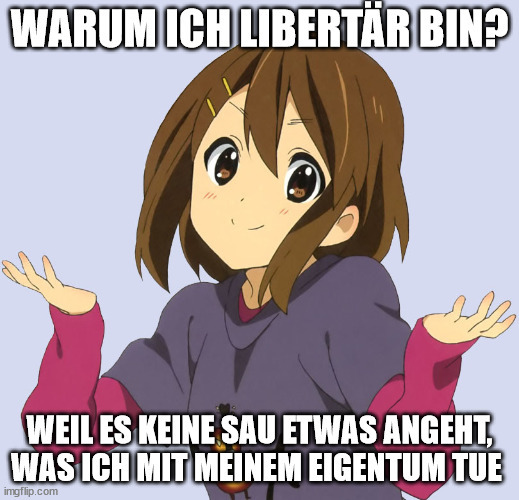 WARUM ICH LIBERTÄR BIN?
WEIL ES KEINE SAU ETWAS ANGEHT,
WAS ICH MIT MEINEM EIGENTUM TUE
imgflip.com